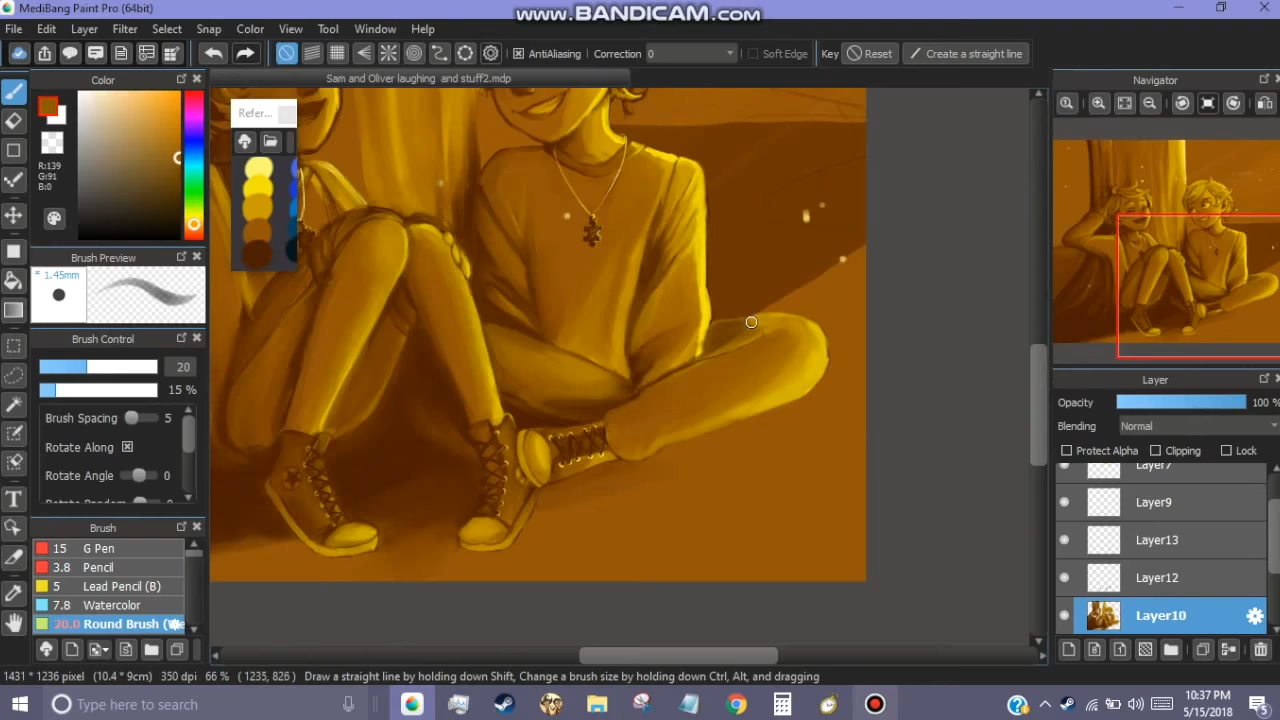 MediBang Paint Pro (64bit)
www.BANDICAM.com
File Edit Layer Filter Select Snap Color View Tool Window Help
AntiAliasing Correction 0 Soft Edge Key Reset Create a straight line
Color
Sam and Oliver laughing and stuff2.mdp
Navigator
Refer...
R:139
G:91
B:0
Brush Preview
* 1.45mm
Brush Control
20
15 %
Brush Spacing 5
Rotate Along
Rotate Angle 0
Brush
15 G Pen
3.8 Pencil
5 Lead Pencil (B)
7.8 Watercolor
20.0 Round Brush
Layer
Opacity 100 %
Blending Normal
Protect Alpha Clipping Lock
Layer7
Layer9
Layer13
Layer12
Layer10
1431 * 1236 pixel (10.4 * 9cm) 350 dpi 66 % ( 1235, 826 ) Draw a straight line by holding down Shift, Change a brush size by holding down Ctrl, Alt, and dragging
Type here to search
10:37 PM
5/15/2018
5